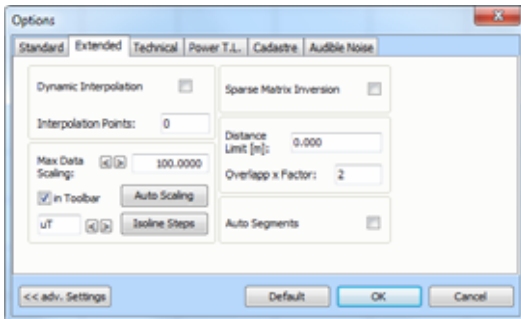 Options
Standard Extended Technical Power T.L. Cadastre Audible Noise
Dynamic Interpolation
Interpolation Points: 0
Max Data Scaling: < > 100.0000
in Toolbar Auto Scaling
uT < > Isoline Steps
Sparse Matrix Inversion
Distance Limit [m]: 0.000
Overlapp x Factor: 2
Auto Segments
<< adv. Settings Default OK Cancel